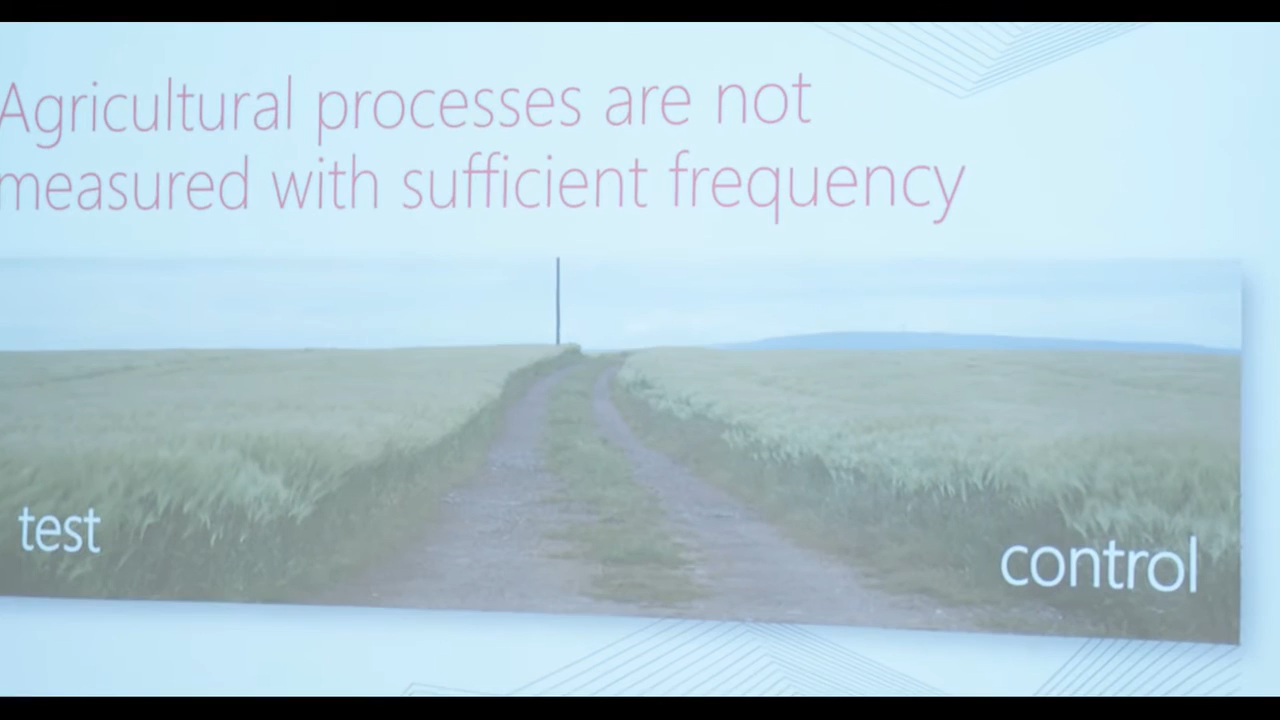 Agricultural processes are not
measured with sufficient frequency
test
control